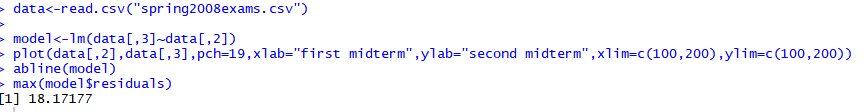 > data<-read.csv("spring2008exams.csv")
>
> model<-lm(data[,3]~data[,2])
> plot(data[,2],data[,3],pch=19,xlab="first midterm",ylab="second midterm",xlim=c(100,200),ylim=c(100,200))
> abline(model)
> max(model$residuals)
[1] 18.17177